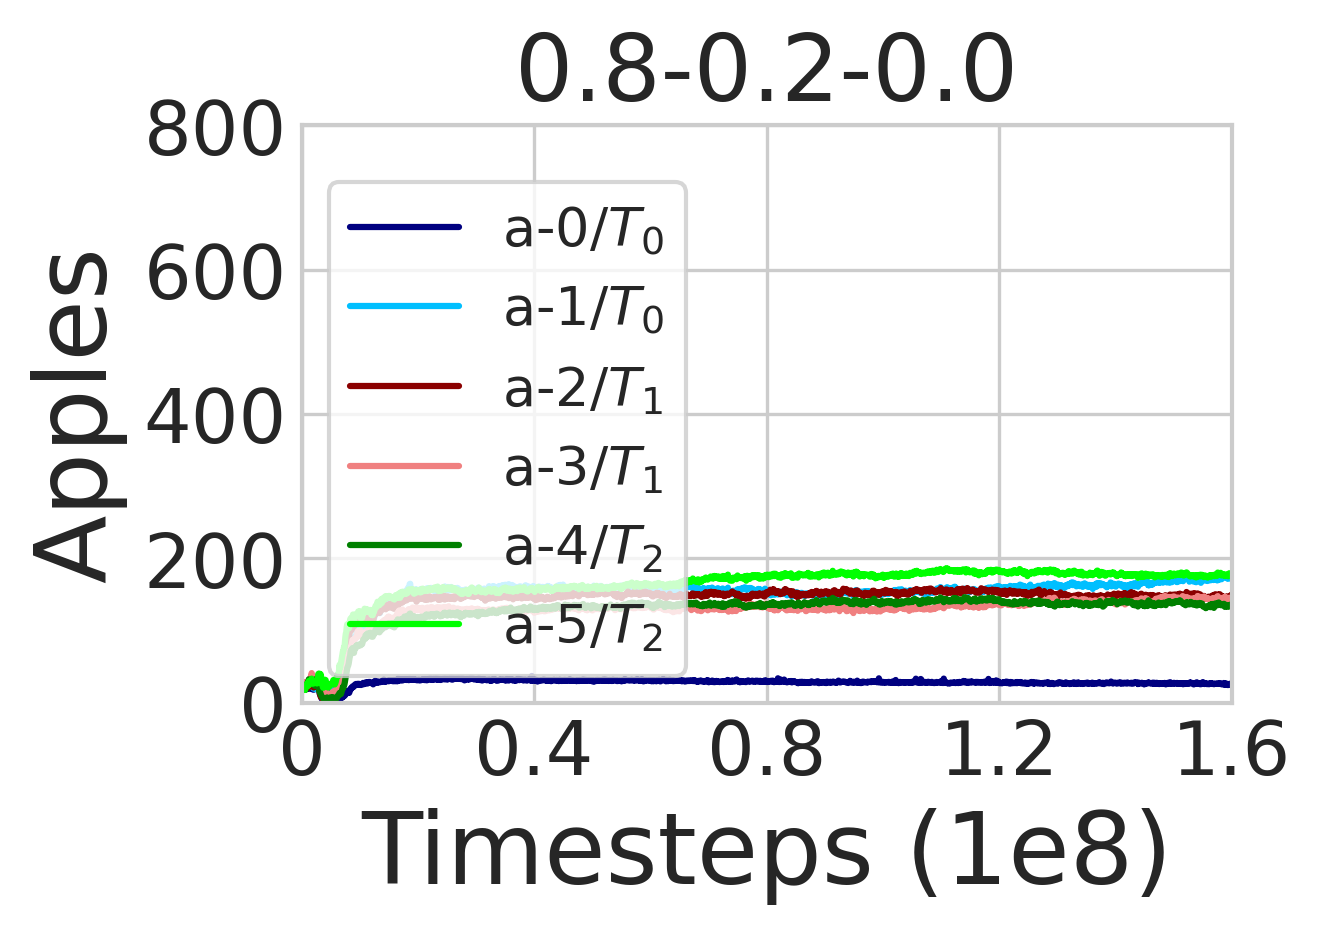 0.8-0.2-0.0
800
600
400
200
0
Apples
a-0/T₀
a-1/T₀
a-2/T₁
a-3/T₁
a-4/T₂
a-5/T₂
0 0.4 0.8 1.2 1.6
Timesteps (1e8)